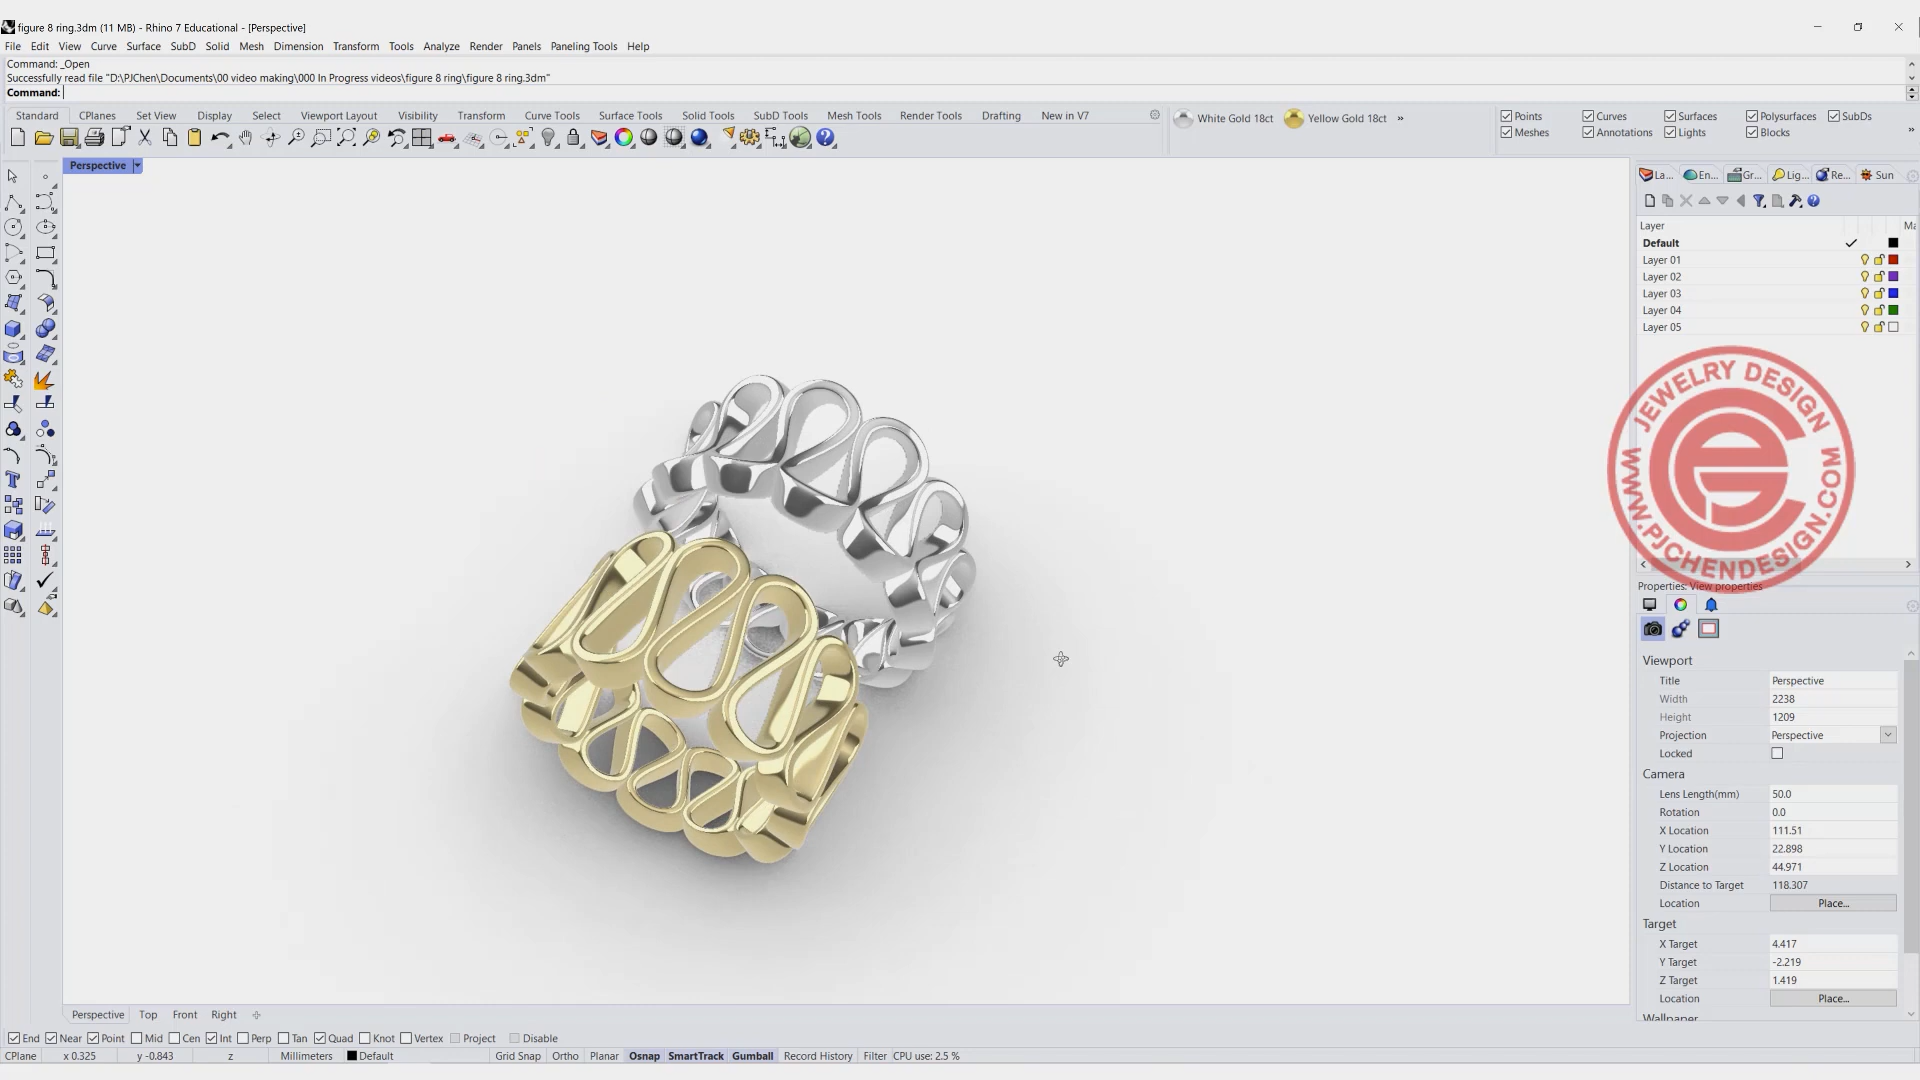 figure 8 ring.3dm (11 MB) - Rhino 7 Educational - [Perspective]
File Edit View Curve Surface SubD Solid Mesh Dimension Transform Tools Analyze Render Panels Paneling Tools Help
Command: _Open
Successfully read file "D:\PJChen\Documents\00 video making\000 In Progress videos\figure 8 ring\figure 8 ring.3dm"
Command:
Standard CPlanes Set View Display Select Viewport Layout Visibility Transform Curve Tools Surface Tools Solid Tools SubD Tools Mesh Tools Render Tools Drafting New in V7
White Gold 18ct Yellow Gold 18ct »
Points Curves Surfaces Polysurfaces SubDs
Meshes Annotations Lights Blocks »
Perspective
La... En... Gr... Lig... Re... Sun
Layer Ma
Default
Layer 01
Layer 02
Layer 03
Layer 04
Layer 05
JEWELRY DESIGN
WWW.PJCHENDESIGN.COM
Properties: View properties
Viewport
Title Perspective
Width 2238
Height 1209
Projection Perspective
Locked
Camera
Lens Length(mm) 50.0
Rotation 0.0
X Location 111.51
Y Location 22.898
Z Location 44.971
Distance to Target 118.307
Location Place...
Target
X Target 4.417
Y Target -2.219
Z Target 1.419
Location Place...
Wallpaper
Perspective Top Front Right
End Near Point Mid Cen Int Perp Tan Quad Knot Vertex Project Disable
CPlane x 0.325 y -0.843 z Millimeters Default Grid Snap Ortho Planar Osnap SmartTrack Gumball Record History Filter CPU use: 2.5 %